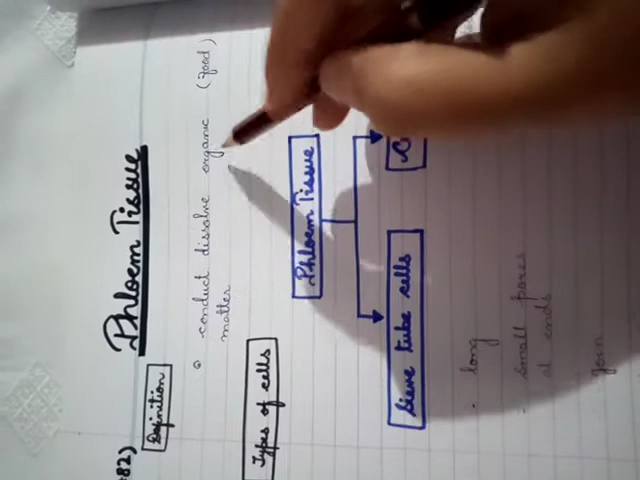 82)
Phloem Tissue
Definition
conduct dissolve organic (food)
matter
Types of cells
Phloem Tissue
Sieve tube sells
C
- long
- small pores
at ends